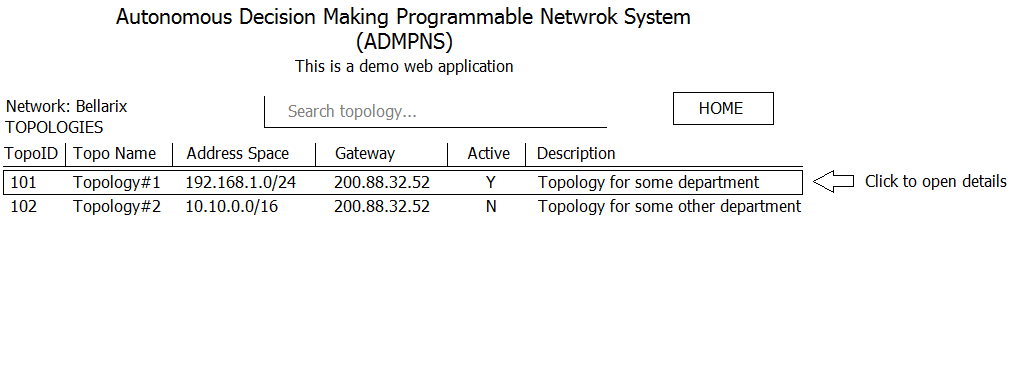 Autonomous Decision Making Programmable Netwrok System
(ADMPNS)
This is a demo web application
Network: Bellarix
Search topology...
HOME
TOPOLOGIES
TopoID Topo Name Address Space Gateway Active Description
101 Topology#1 192.168.1.0/24 200.88.32.52 Y Topology for some department Click to open details
102 Topology#2 10.10.0.0/16 200.88.32.52 N Topology for some other department